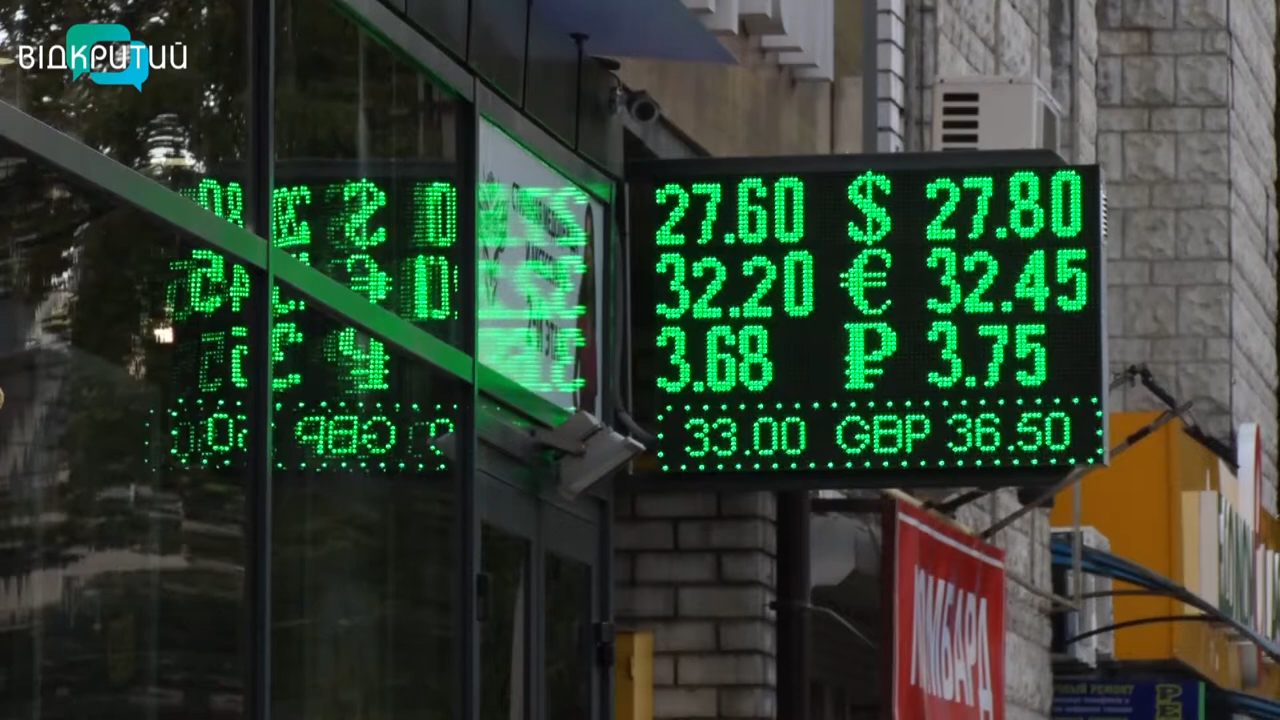 ВІДКРИТИЙ
27.60 $ 27.80
32.20 € 32.45
3.68 ₽ 3.75
33.00 GBP 36.50
ЛОМБАРД